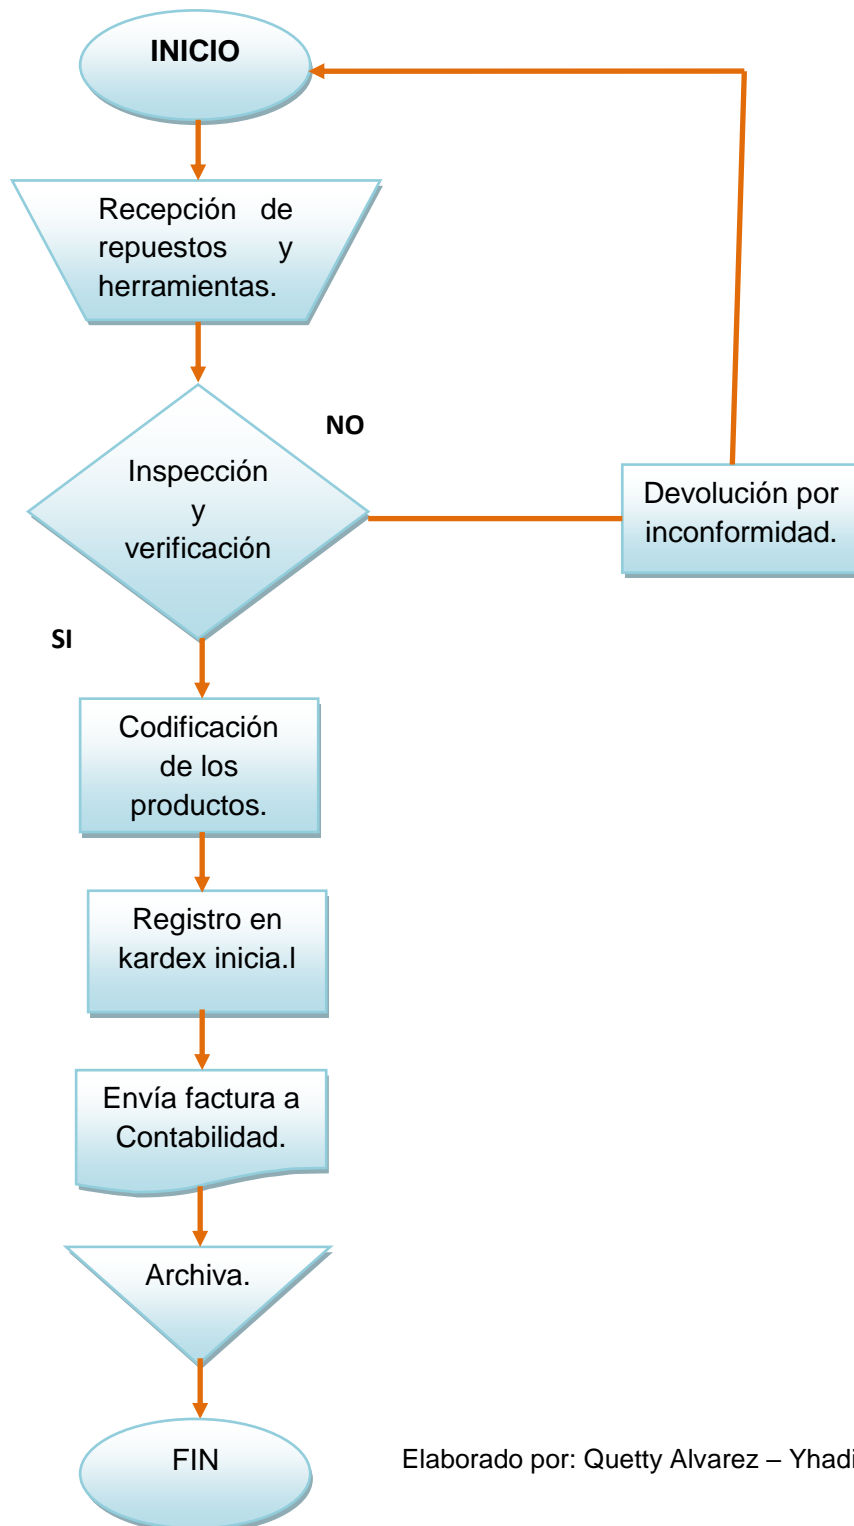 INICIO
Recepción de
repuestos y
herramientas.
NO
Inspección
y
verificación
Devolución por
inconformidad.
SI
Codificación
de los
productos.
Registro en
kardex inicia.l
Envía factura a
Contabilidad.
Archiva.
FIN
Elaborado por: Quetty Alvarez – Yhadi